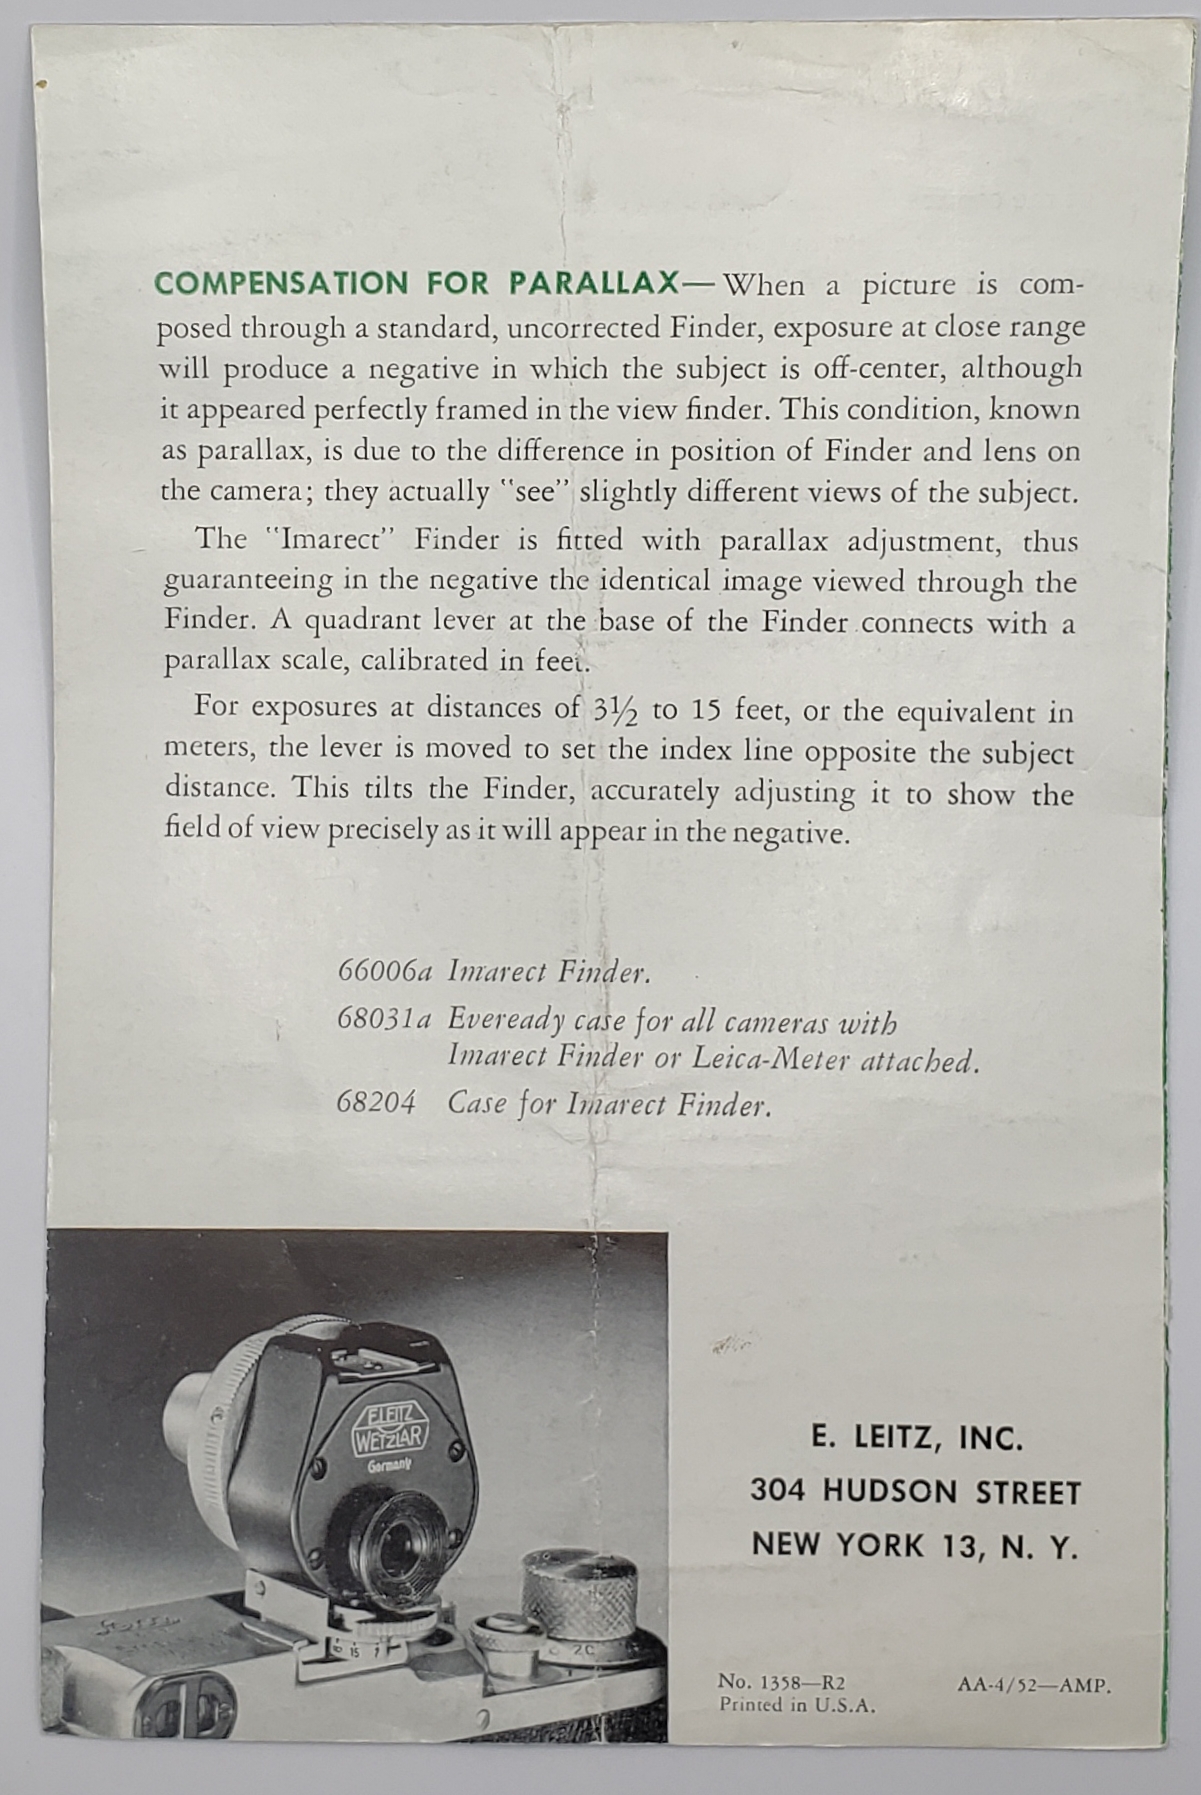 COMPENSATION FOR PARALLAX— When a picture is com-
posed through a standard, uncorrected Finder, exposure at close range
will produce a negative in which the subject is off-center, although
it appeared perfectly framed in the view finder. This condition, known
as parallax, is due to the difference in position of Finder and lens on
the camera; they actually "see" slightly different views of the subject.
The "Imarect" Finder is fitted with parallax adjustment, thus
guaranteeing in the negative the identical image viewed through the
Finder. A quadrant lever at the base of the Finder connects with a
parallax scale, calibrated in feet.
For exposures at distances of 3½ to 15 feet, or the equivalent in
meters, the lever is moved to set the index line opposite the subject
distance. This tilts the Finder, accurately adjusting it to show the
field of view precisely as it will appear in the negative.
66006a Imarect Finder.
68031a Eveready case for all cameras with
Imarect Finder or Leica-Meter attached.
68204 Case for Imarect Finder.
E. LEITZ
WETZLAR
Germany
15 7
20
E. LEITZ, INC.
304 HUDSON STREET
NEW YORK 13, N. Y.
No. 1358—R2 AA-4/52—AMP.
Printed in U.S.A.